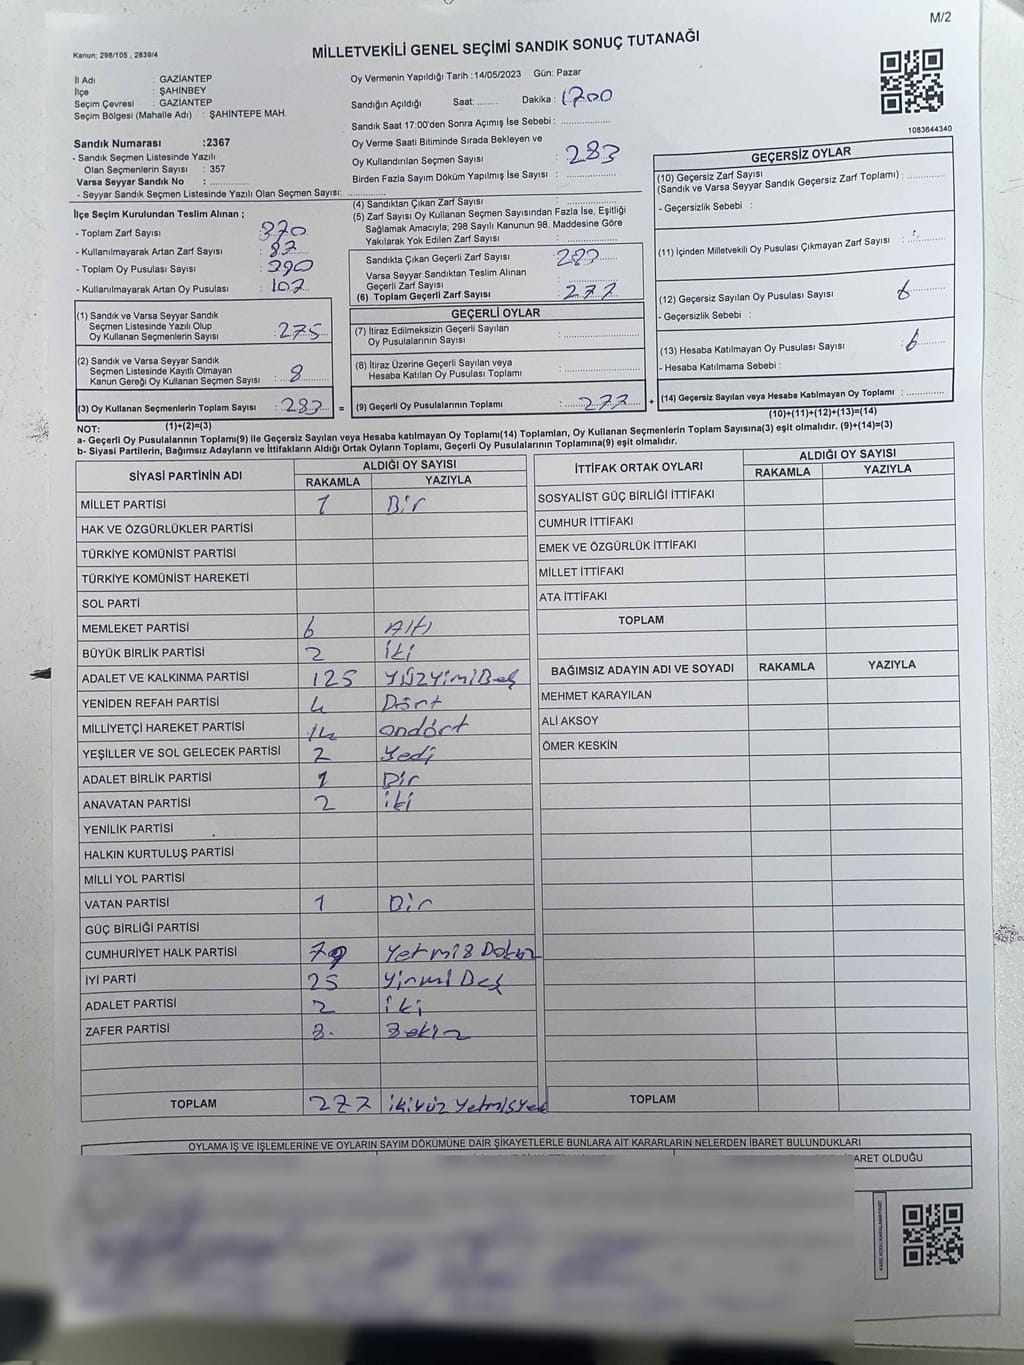 M/2
Kanun: 298/105 , 2839/4
MİLLETVEKİLİ GENEL SEÇİMİ SANDIK SONUÇ TUTANAĞI
İl Adı : GAZİANTEP
İlçe : ŞAHİNBEY
Seçim Çevresi : GAZİANTEP
Seçim Bölgesi (Mahalle Adı) : ŞAHİNTEPE MAH.
Sandık Numarası :2367
- Sandık Seçmen Listesinde Yazılı
Olan Seçmenlerin Sayısı : 357
Varsa Seyyar Sandık No : ............
- Seyyar Sandık Seçmen Listesinde Yazılı Olan Seçmen Sayısı: ............
Oy Vermenin Yapıldığı Tarih :14/05/2023 Gün: Pazar
Sandığın Açıldığı Saat: ........ Dakika : 1700
Sandık Saat 17:00'den Sonra Açımış İse Sebebi : ............
Oy Verme Saati Bitiminde Sırada Bekleyen ve
Oy Kullandırılan Seçmen Sayısı : 283
Birden Fazla Sayım Döküm Yapılmış İse Sayısı : ............
1083644340
İlçe Seçim Kurulundan Teslim Alınan ;
- Toplam Zarf Sayısı : 370
- Kullanılmayarak Artan Zarf Sayısı : 87
- Toplam Oy Pusulası Sayısı : 390
- Kullanılmayarak Artan Oy Pusulası : 107
(1) Sandık ve Varsa Seyyar Sandık
Seçmen Listesinde Yazılı Olup
Oy Kullanan Seçmenlerin Sayısı : 275
(2) Sandık ve Varsa Seyyar Sandık
Seçmen Listesinde Kayıtlı Olmayan
Kanun Gereği Oy Kullanan Seçmen Sayısı : 8
(3) Oy Kullanan Seçmenlerin Toplam Sayısı : 283 =
(1)+(2)=(3)
(4) Sandıktan Çıkan Zarf Sayısı : ............
(5) Zarf Sayısı Oy Kullanan Seçmen Sayısından Fazla İse, Eşitliği
Sağlamak Amacıyla; 298 Sayılı Kanunun 98. Maddesine Göre
Yakılarak Yok Edilen Zarf Sayısı : ............
Sandıkta Çıkan Geçerli Zarf Sayısı : 277
Varsa Seyyar Sandıktan Teslim Alınan
Geçerli Zarf Sayısı : ............
(6) Toplam Geçerli Zarf Sayısı : 277
GEÇERLİ OYLAR
(7) İtiraz Edilmeksizin Geçerli Sayılan
Oy Pusulalarının Sayısı : ............
(8) İtiraz Üzerine Geçerli Sayılan veya
Hesaba Katılan Oy Pusulası Toplamı : ............
(9) Geçerli Oy Pusulalarının Toplamı : 277 +
GEÇERSİZ OYLAR
(10) Geçersiz Zarf Sayısı
(Sandık ve Varsa Seyyar Sandık Geçersiz Zarf Toplamı) : ............
- Geçersizlik Sebebi :
(11) İçinden Milletvekili Oy Pusulası Çıkmayan Zarf Sayısı : ............
(12) Geçersiz Sayılan Oy Pusulası Sayısı : 6
- Geçersizlik Sebebi :
(13) Hesaba Katılmayan Oy Pusulası Sayısı : 6
- Hesaba Katılmama Sebebi :
(14) Geçersiz Sayılan veya Hesaba Katılmayan Oy Toplamı : ............
(10)+(11)+(12)+(13)=(14)
NOT:
a- Geçerli Oy Pusulalarının Toplamı(9) ile Geçersiz Sayılan veya Hesaba katılmayan Oy Toplamı(14) Toplamları, Oy Kullanan Seçmenlerin Toplam Sayısına(3) eşit olmalıdır. (9)+(14)=(3)
b- Siyasi Partilerin, Bağımsız Adayların ve İttifakların Aldığı Ortak Oyların Toplamı, Geçerli Oy Pusulalarının Toplamına(9) eşit olmalıdır.
SİYASİ PARTİNİN ADI ALDIĞI OY SAYISI
RAKAMLA YAZIYLA
MİLLET PARTİSİ 1 Bir
HAK VE ÖZGÜRLÜKLER PARTİSİ
TÜRKİYE KOMÜNİST PARTİSİ
TÜRKİYE KOMÜNİST HAREKETİ
SOL PARTİ
MEMLEKET PARTİSİ 6 Altı
BÜYÜK BİRLİK PARTİSİ 2 İki
ADALET VE KALKINMA PARTİSİ 125 YüzyimiBeş
YENİDEN REFAH PARTİSİ 4 Dört
MİLLİYETÇİ HAREKET PARTİSİ 14 ondört
YEŞİLLER VE SOL GELECEK PARTİSİ 7 Yedi
ADALET BİRLİK PARTİSİ 1 Bir
ANAVATAN PARTİSİ 2 iki
YENİLİK PARTİSİ
HALKIN KURTULUŞ PARTİSİ
MİLLİ YOL PARTİSİ
VATAN PARTİSİ 1 Bir
GÜÇ BİRLİĞİ PARTİSİ
CUMHURİYET HALK PARTİSİ 79 Yetmiş Dokuz
İYİ PARTİ 25 Yirmi Beş
ADALET PARTİSİ 2 iki
ZAFER PARTİSİ 8. Sekiz
TOPLAM 277 ikiyüz Yetmişyedi
İTTİFAK ORTAK OYLARI ALDIĞI OY SAYISI
RAKAMLA YAZIYLA
SOSYALİST GÜÇ BİRLİĞİ İTTİFAKI
CUMHUR İTTİFAKI
EMEK VE ÖZGÜRLÜK İTTİFAKI
MİLLET İTTİFAKI
ATA İTTİFAKI
TOPLAM
BAĞIMSIZ ADAYIN ADI VE SOYADI RAKAMLA YAZIYLA
MEHMET KARAYILAN
ALİ AKSOY
ÖMER KESKİN
TOPLAM
OYLAMA İŞ VE İŞLEMLERİNE VE OYLARIN SAYIM DÖKÜMÜNE DAİR ŞİKAYETLERLE BUNLARA AİT KARARLARIN NELERDEN İBARET BULUNDUKLARI
İBARET OLDUĞU